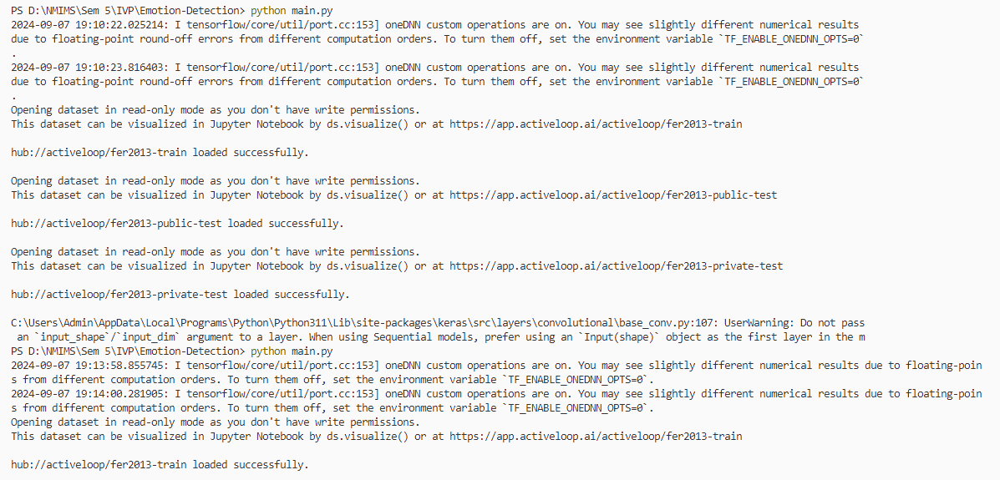 PS D:\NMIMS\Sem 5\IVP\Emotion-Detection> python main.py
2024-09-07 19:10:22.025214: I tensorflow/core/util/port.cc:153] oneDNN custom operations are on. You may see slightly different numerical results
due to floating-point round-off errors from different computation orders. To turn them off, set the environment variable `TF_ENABLE_ONEDNN_OPTS=0`
.
2024-09-07 19:10:23.816403: I tensorflow/core/util/port.cc:153] oneDNN custom operations are on. You may see slightly different numerical results
due to floating-point round-off errors from different computation orders. To turn them off, set the environment variable `TF_ENABLE_ONEDNN_OPTS=0`
.
Opening dataset in read-only mode as you don't have write permissions.
This dataset can be visualized in Jupyter Notebook by ds.visualize() or at https://app.activeloop.ai/activeloop/fer2013-train
hub://activeloop/fer2013-train loaded successfully.
Opening dataset in read-only mode as you don't have write permissions.
This dataset can be visualized in Jupyter Notebook by ds.visualize() or at https://app.activeloop.ai/activeloop/fer2013-public-test
hub://activeloop/fer2013-public-test loaded successfully.
Opening dataset in read-only mode as you don't have write permissions.
This dataset can be visualized in Jupyter Notebook by ds.visualize() or at https://app.activeloop.ai/activeloop/fer2013-private-test
hub://activeloop/fer2013-private-test loaded successfully.
C:\Users\Admin\AppData\Local\Programs\Python\Python311\Lib\site-packages\keras\src\layers\convolutional\base_conv.py:107: UserWarning: Do not pass
an `input_shape`/`input_dim` argument to a layer. When using Sequential models, prefer using an `Input(shape)` object as the first layer in the m
PS D:\NMIMS\Sem 5\IVP\Emotion-Detection> python main.py
2024-09-07 19:13:58.855745: I tensorflow/core/util/port.cc:153] oneDNN custom operations are on. You may see slightly different numerical results due to floating-poin
s from different computation orders. To turn them off, set the environment variable `TF_ENABLE_ONEDNN_OPTS=0`.
2024-09-07 19:14:00.281905: I tensorflow/core/util/port.cc:153] oneDNN custom operations are on. You may see slightly different numerical results due to floating-poin
s from different computation orders. To turn them off, set the environment variable `TF_ENABLE_ONEDNN_OPTS=0`.
Opening dataset in read-only mode as you don't have write permissions.
This dataset can be visualized in Jupyter Notebook by ds.visualize() or at https://app.activeloop.ai/activeloop/fer2013-train
hub://activeloop/fer2013-train loaded successfully.